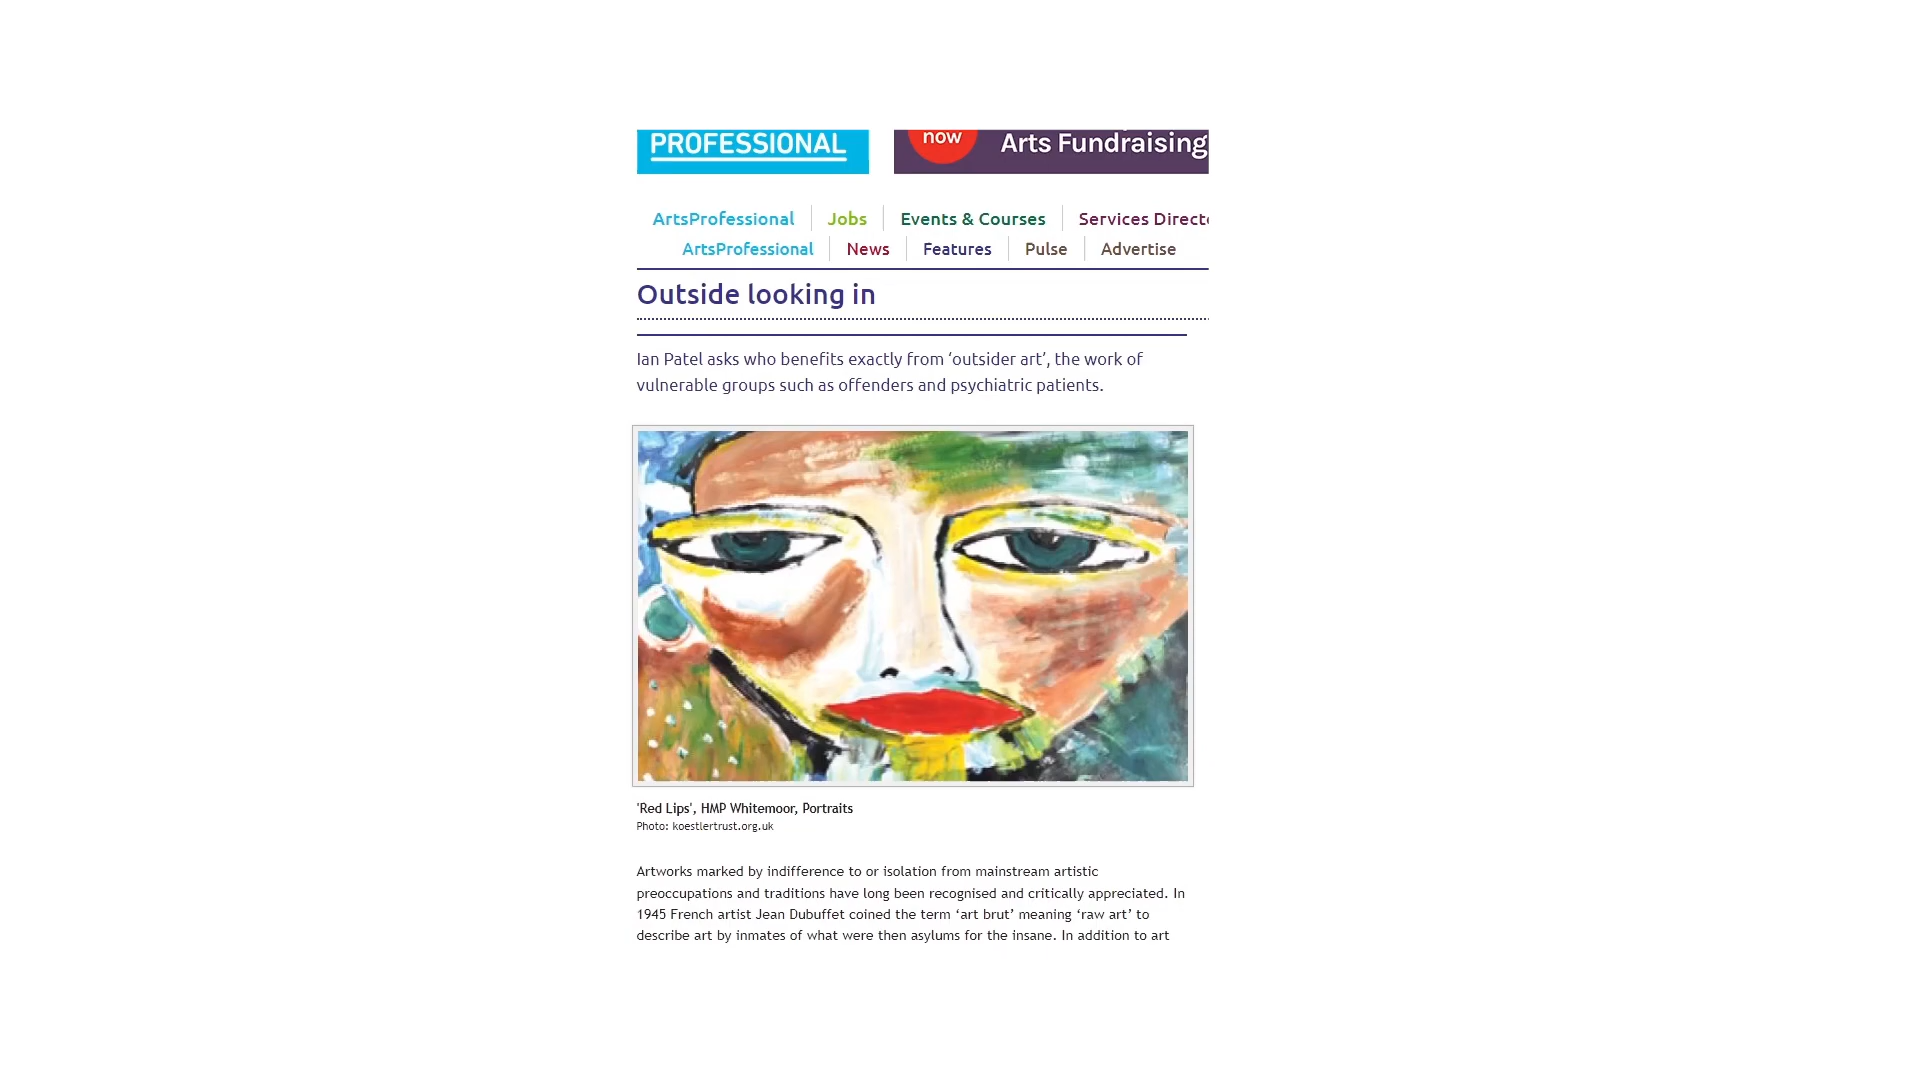 PROFESSIONAL
now
Arts Fundraising
ArtsProfessional
Jobs
Events & Courses
Services Direct
ArtsProfessional
News
Features
Pulse
Advertise
Outside looking in
Ian Patel asks who benefits exactly from ‘outsider art’, the work of
vulnerable groups such as offenders and psychiatric patients.
'Red Lips', HMP Whitemoor, Portraits
Photo: koestlertrust.org.uk
Artworks marked by indifference to or isolation from mainstream artistic
preoccupations and traditions have long been recognised and critically appreciated. In
1945 French artist Jean Dubuffet coined the term ‘art brut’ meaning ‘raw art’ to
describe art by inmates of what were then asylums for the insane. In addition to art